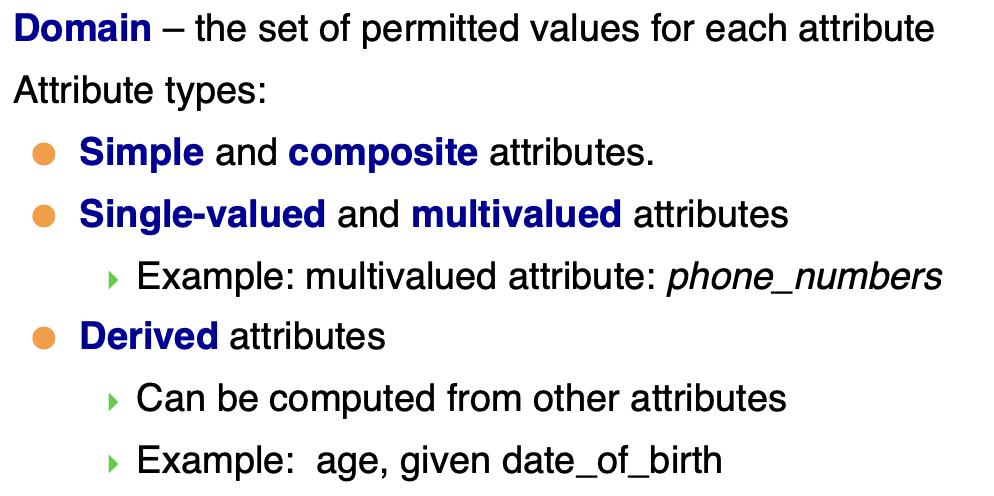 Domain – the set of permitted values for each attribute
Attribute types:
Simple and composite attributes.
Single-valued and multivalued attributes
Example: multivalued attribute: phone_numbers
Derived attributes
Can be computed from other attributes
Example:  age, given date_of_birth